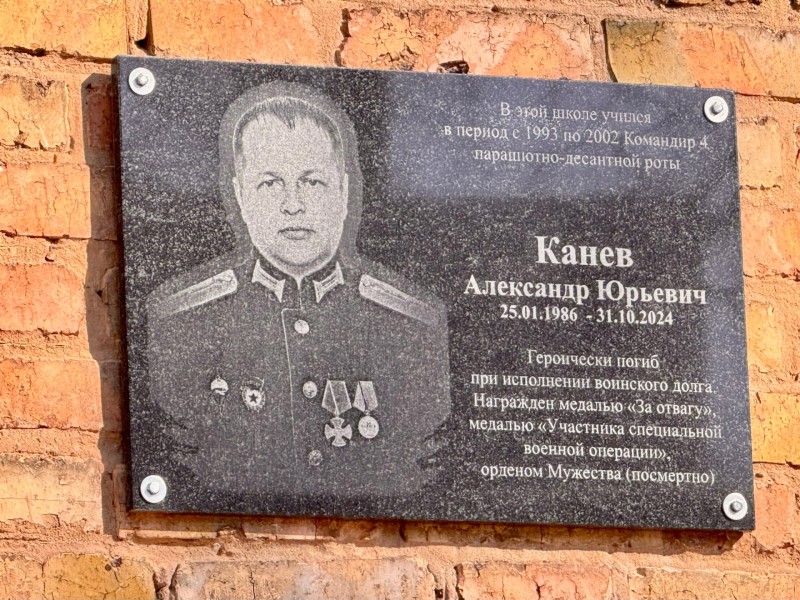 В этой школе учился
в период с 1993 по 2002 Командир 4
парашютно-десантной роты
Канев
Александр Юрьевич
25.01.1986 - 31.10.2024
Героически погиб
при исполнении воинского долга.
Награжден медалью «За отвагу»,
медалью «Участника специальной
военной операции»,
орденом Мужества (посмертно)